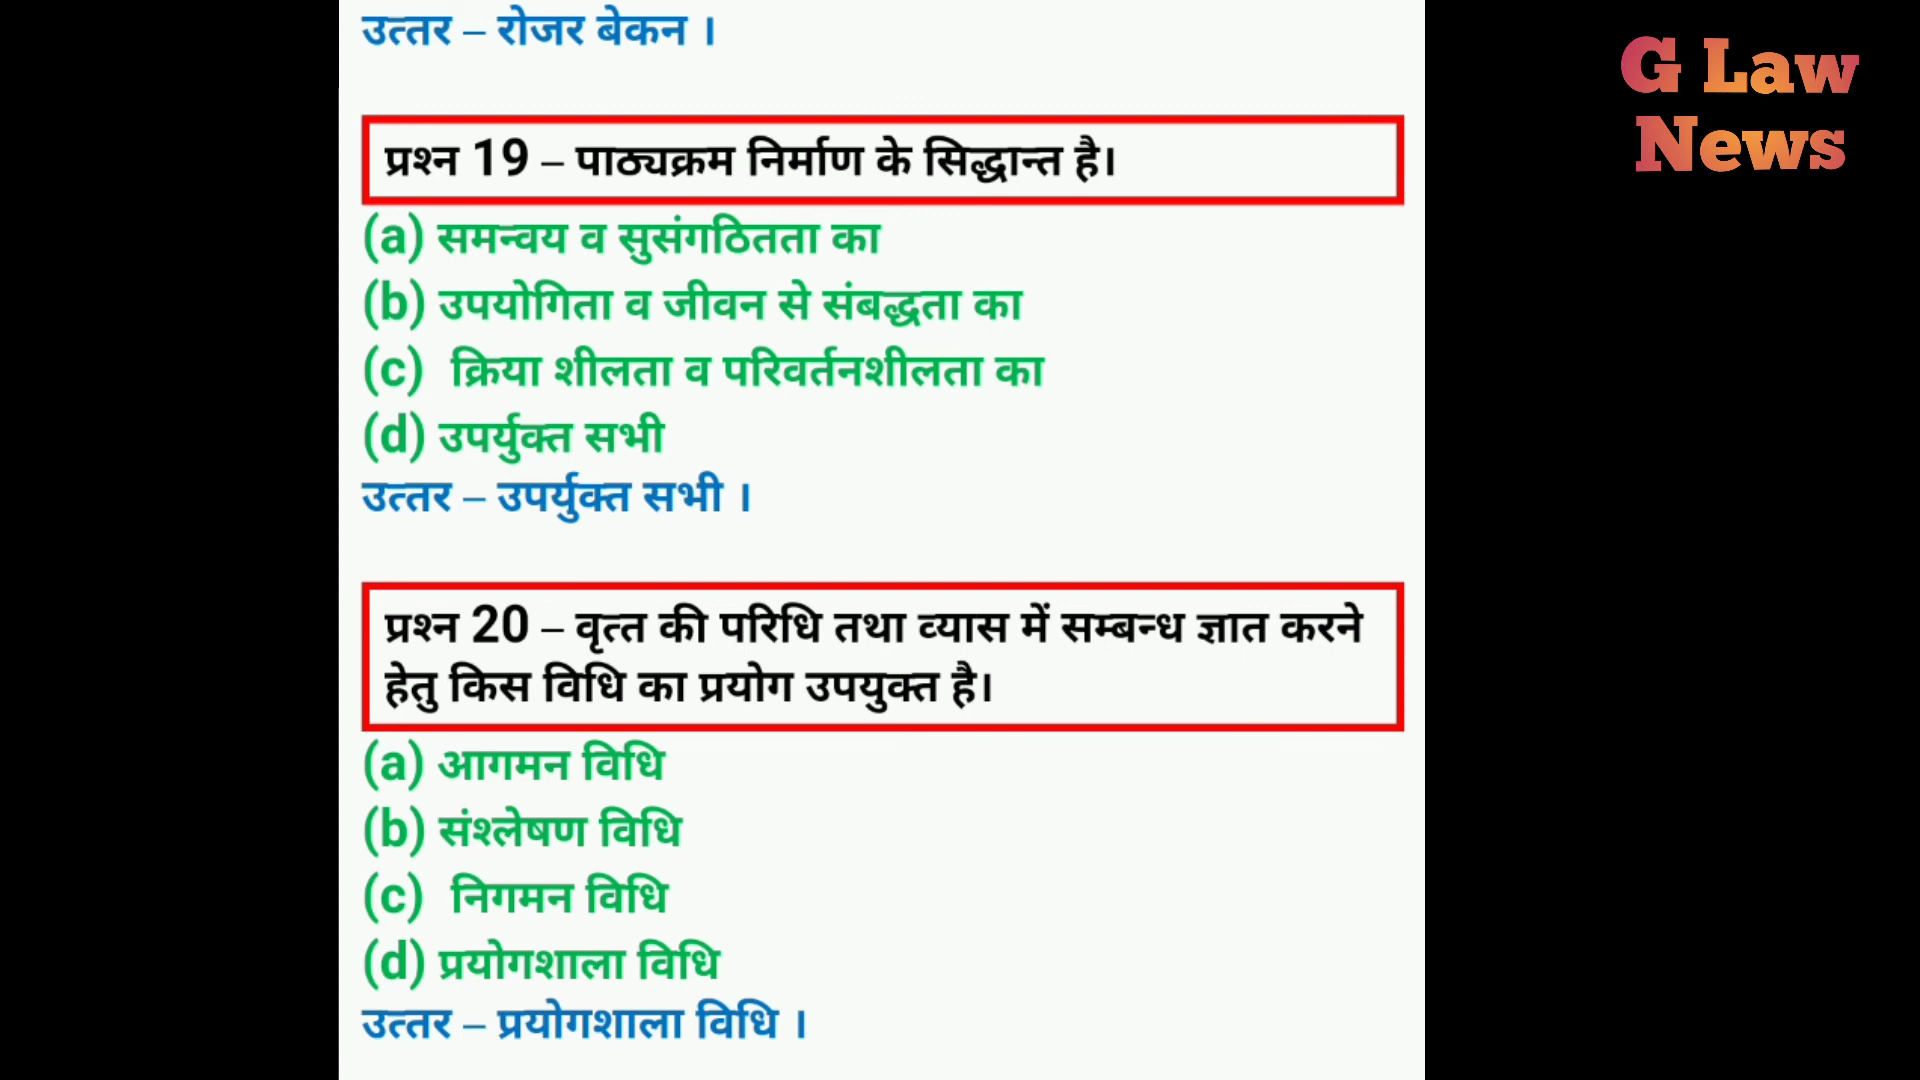 उत्तर – रोजर बेकन ।
G Law
News
प्रश्न 19 – पाठ्यक्रम निर्माण के सिद्धान्त है।
(a) समन्वय व सुसंगठितता का
(b) उपयोगिता व जीवन से संबद्धता का
(c) क्रिया शीलता व परिवर्तनशीलता का
(d) उपर्युक्त सभी
उत्तर – उपर्युक्त सभी ।
प्रश्न 20 – वृत्त की परिधि तथा व्यास में सम्बन्ध ज्ञात करने
हेतु किस विधि का प्रयोग उपयुक्त है।
(a) आगमन विधि
(b) संश्लेषण विधि
(c) निगमन विधि
(d) प्रयोगशाला विधि
उत्तर – प्रयोगशाला विधि ।